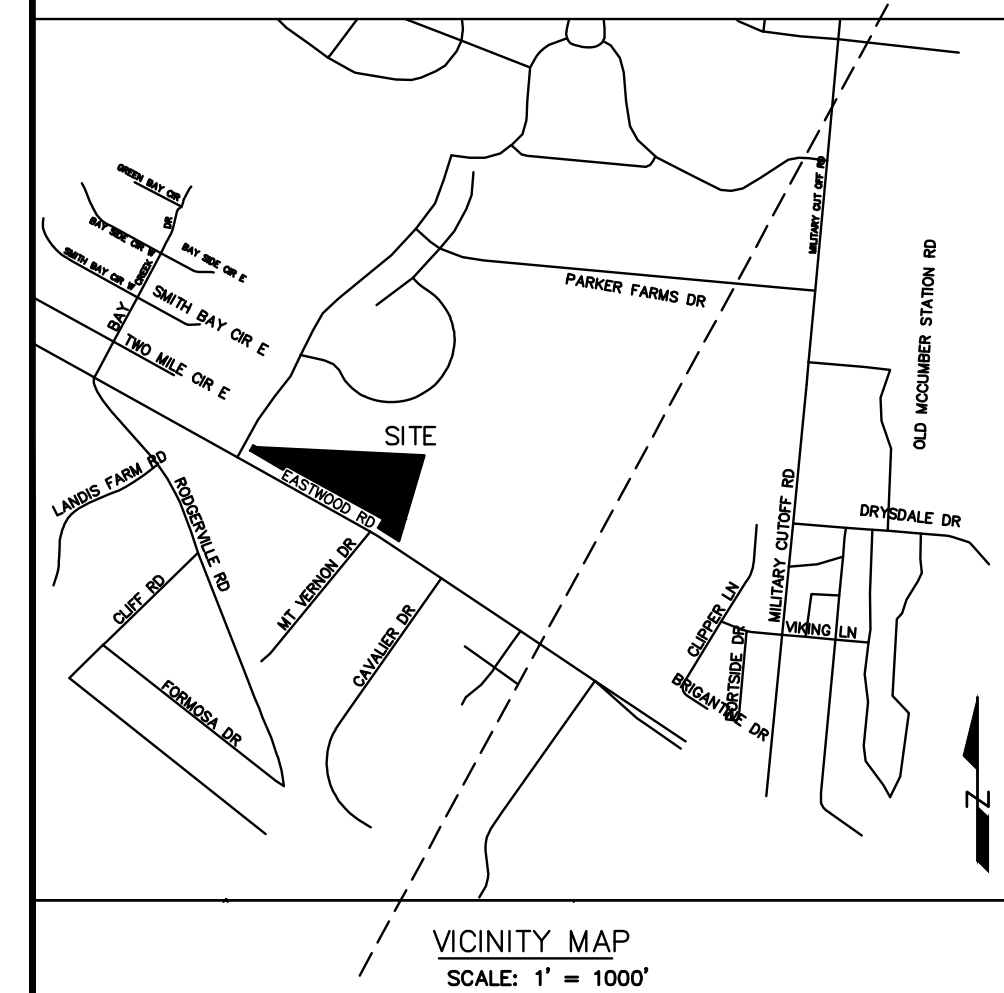 GREEN BAY CIR
BAY SIDE CIR W
BAY SIDE CIR E
SMITH BAY CIR W
BAY CREEK DR
SMITH BAY CIR E
TWO MILE CIR E
MILITARY CUT OFF RD
PARKER FARMS DR
OLD MCCUMBER STATION RD
SITE
EASTWOOD RD
LANDIS FARM RD
RODGERVILLE RD
CLIFF RD
MT VERNON DR
CAVALIER DR
FORMOSA DR
MILITARY CUTOFF RD
DRYSDALE DR
CLIPPER LN
VIKING LN
PORTSIDE DR
BRIGANTINE DR
N
VICINITY MAP
SCALE: 1' = 1000'